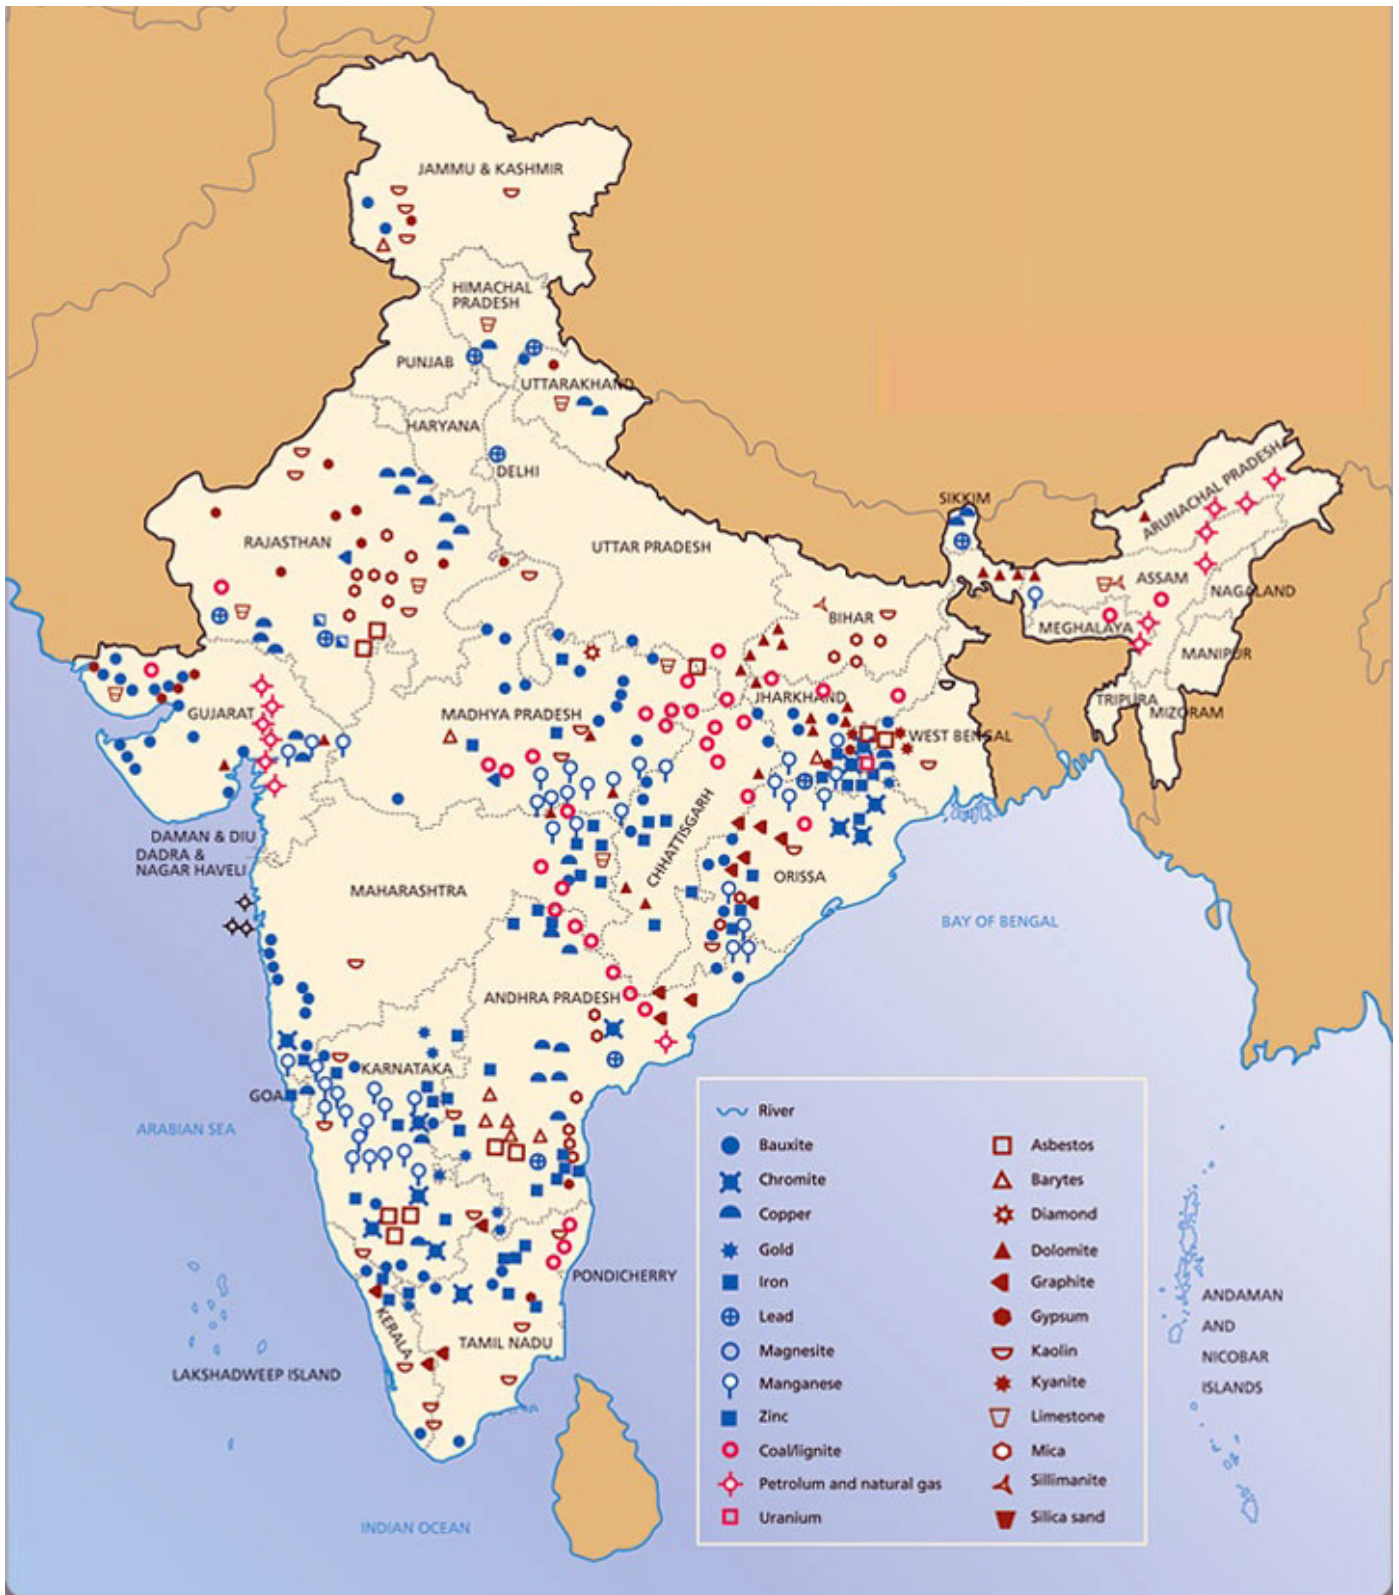 JAMMU & KASHMIR
HIMACHAL
PRADESH
PUNJAB
UTTARAKHAND
HARYANA
DELHI
SIKKIM
ARUNACHAL PRADESH
RAJASTHAN
UTTAR PRADESH
ASSAM
NAGALAND
BIHAR
MEGHALAYA
MANIPUR
JHARKHAND
TRIPURA
MIZORAM
GUJARAT
MADHYA PRADESH
WEST BENGAL
DAMAN & DIU
DADRA &
NAGAR HAVELI
CHHATTISGARH
MAHARASHTRA
ORISSA
BAY OF BENGAL
ANDHRA PRADESH
KARNATAKA
GOA
ARABIAN SEA
PONDICHERRY
KERALA
TAMIL NADU
LAKSHADWEEP ISLAND
INDIAN OCEAN
ANDAMAN
AND
NICOBAR
ISLANDS
River
Bauxite
Chromite
Copper
Gold
Iron
Lead
Magnesite
Manganese
Zinc
Coal/lignite
Petrolum and natural gas
Uranium
Asbestos
Barytes
Diamond
Dolomite
Graphite
Gypsum
Kaolin
Kyanite
Limestone
Mica
Sillimanite
Silica sand